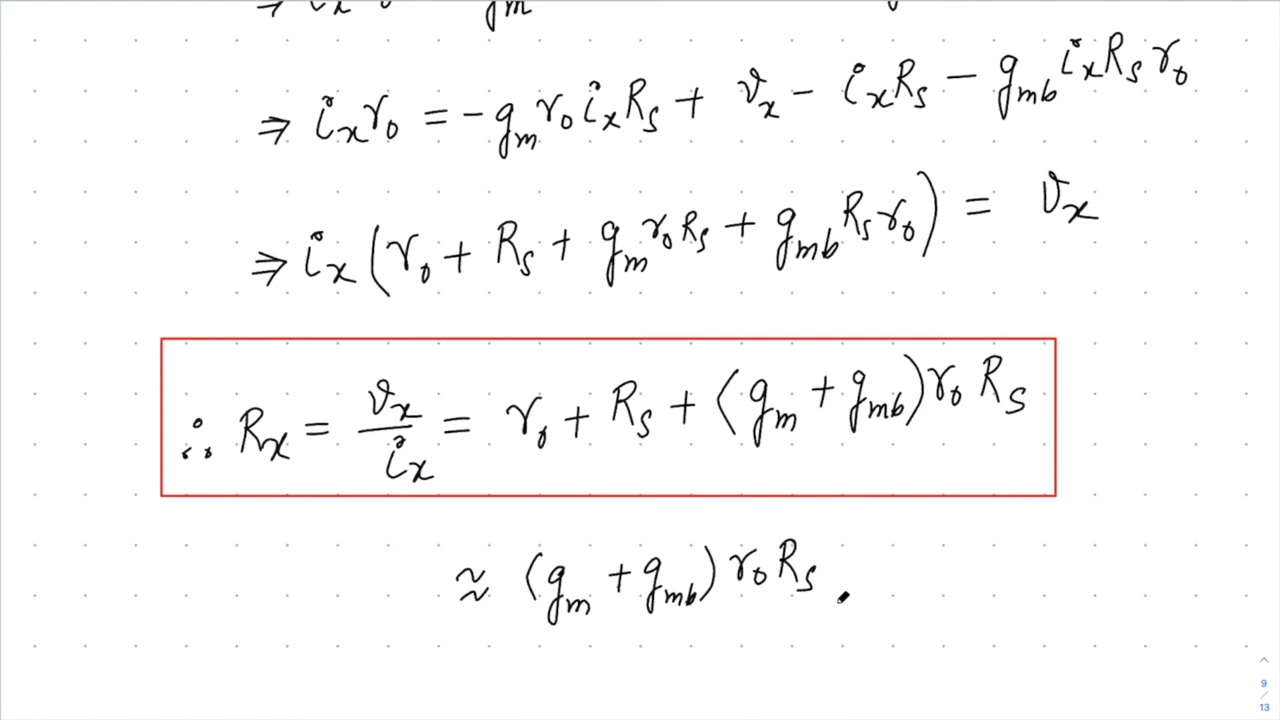 ⇒ i_x r_o = - g_m r_o i_x R_S + v_x - i_x R_S - g_mb i_x R_S r_o
⇒ i_x (r_o + R_S + g_m r_o R_S + g_mb R_S r_o) = v_x
∴ R_x = v_x / i_x = r_o + R_S + (g_m + g_mb) r_o R_S
≈ (g_m + g_mb) r_o R_S .
9
/
13